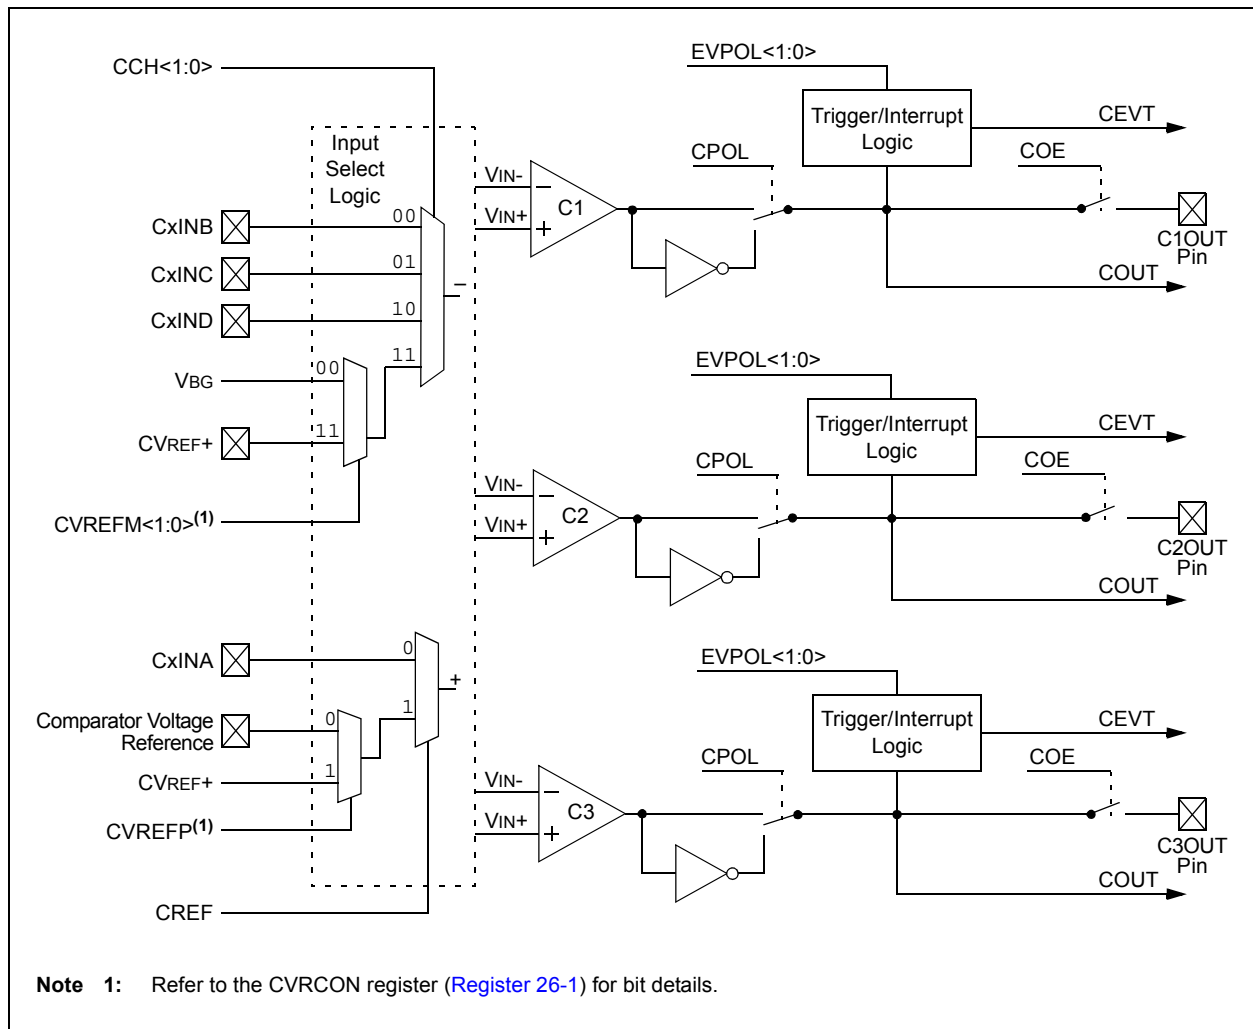 CCH<1:0>
Input
Select
Logic
CxINB
00
CxINC
01
CxIND
10
11
–
VBG
00
CVREF+
11
CVREFM<1:0>(1)
CxINA
0
+
1
Comparator Voltage
Reference
0
CVREF+
1
CVREFP(1)
CREF
EVPOL<1:0>
Trigger/Interrupt
Logic
CEVT
CPOL
COE
VIN-
–
VIN+
+
C1
C1OUT
Pin
COUT
EVPOL<1:0>
Trigger/Interrupt
Logic
CEVT
CPOL
COE
VIN-
–
VIN+
+
C2
C2OUT
Pin
COUT
EVPOL<1:0>
Trigger/Interrupt
Logic
CEVT
CPOL
COE
VIN-
–
VIN+
+
C3
C3OUT
Pin
COUT
Note 1: Refer to the CVRCON register (Register 26-1) for bit details.